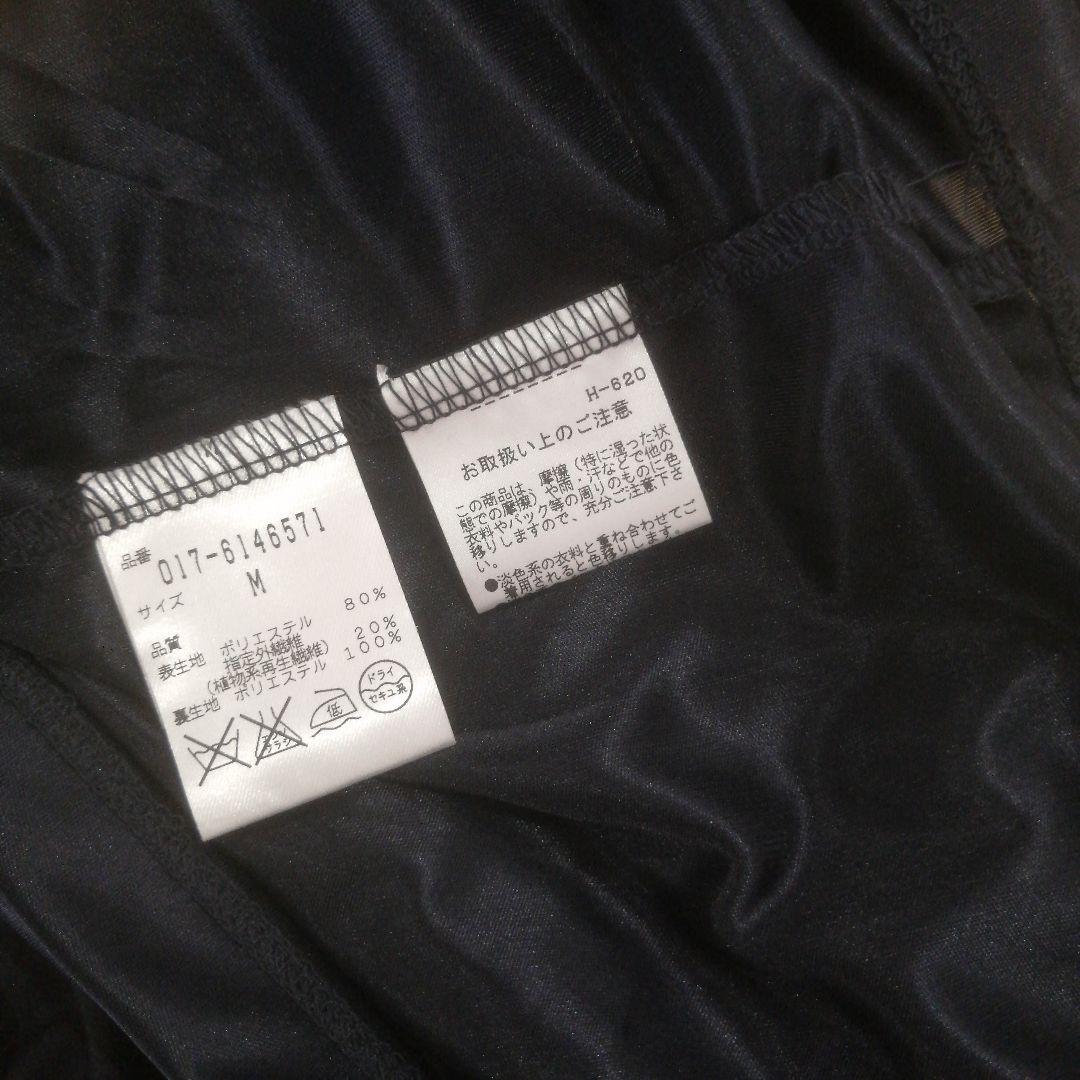 品番 017-6146571
サイズ M
品質
表生地 ポリエステル 80%
指定外繊維 20%
(植物系再生繊維)
裏生地 ポリエステル 100%
低
ドライ
セキユ系
H-620
お取扱い上のご注意
この商品は、摩擦(特に湿った状
態での摩擦)や雨・汗などで他の
衣料やバック等の周りのものに色
移りしますので、充分ご注意下さ
い。
●淡色系の衣料と重ね合わせてご
着用されると色移りします。